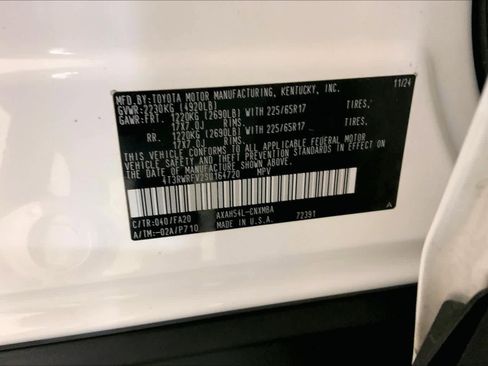 MFD.BY:TOYOTA MOTOR MANUFACTURING, KENTUCKY, INC. 11/24
GVWR:2230KG (4920LB)
GAWR:FRT. 1220KG (2690LB) WITH 225/65R17 TIRES,
17X7.0J RIMS,
RR. 1220KG (2690LB) WITH 225/65R17 TIRES,
17X7.0J RIMS.
THIS VEHICLE CONFORMS TO ALL APPLICABLE FEDERAL MOTOR
VEHICLE SAFETY AND THEFT PREVENTION STANDARDS IN EFFECT
ON THE DATE OF MANUFACTURE SHOWN ABOVE.
MPV
C/TR:040/FA20 AXAH54L-CNXMBA 72391 A
A/TM:-02A/P710 MADE IN U.S.A.